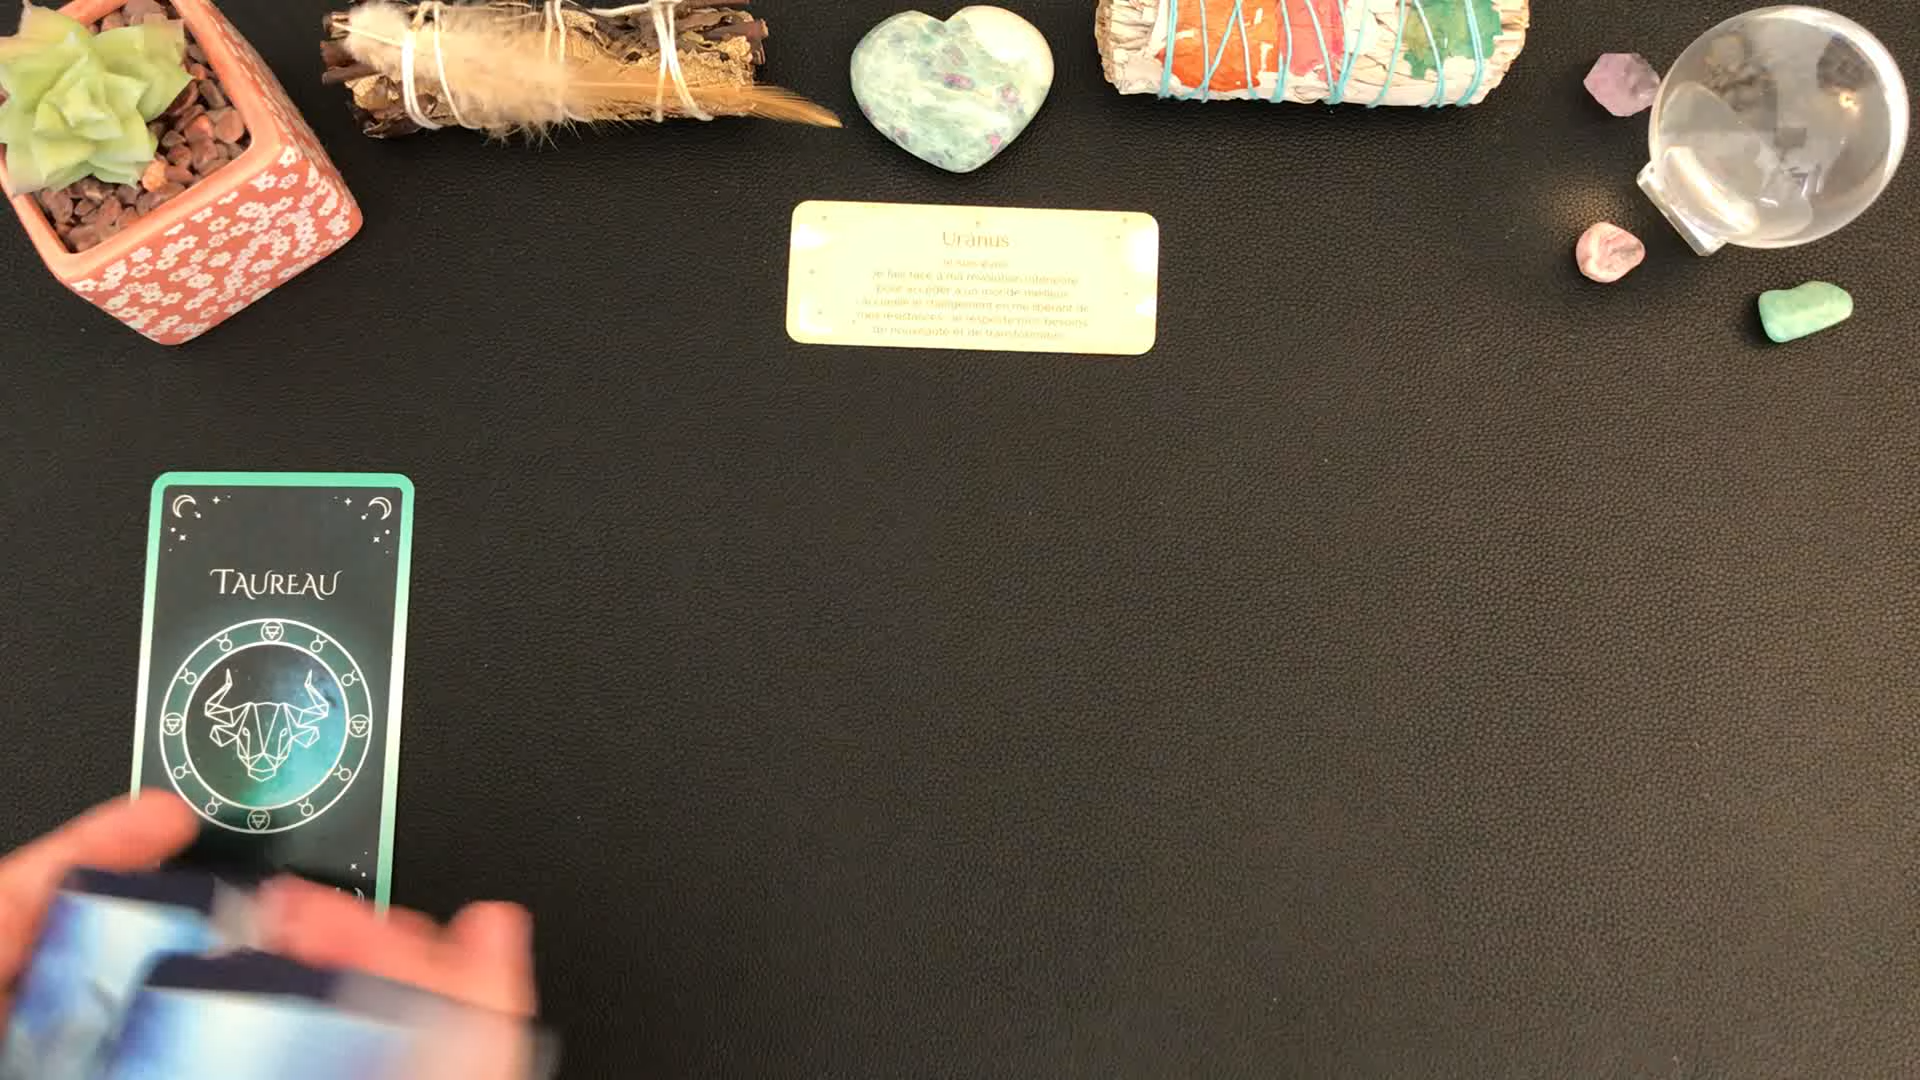 Uranus
Je suis
Je fais face à ma révolution intérieure
pour accéder à un monde meilleur.
J'accueille le changement en me libérant de
mes résistances. Je respecte mes besoins
de nouveauté et de transformation.
TAUREAU